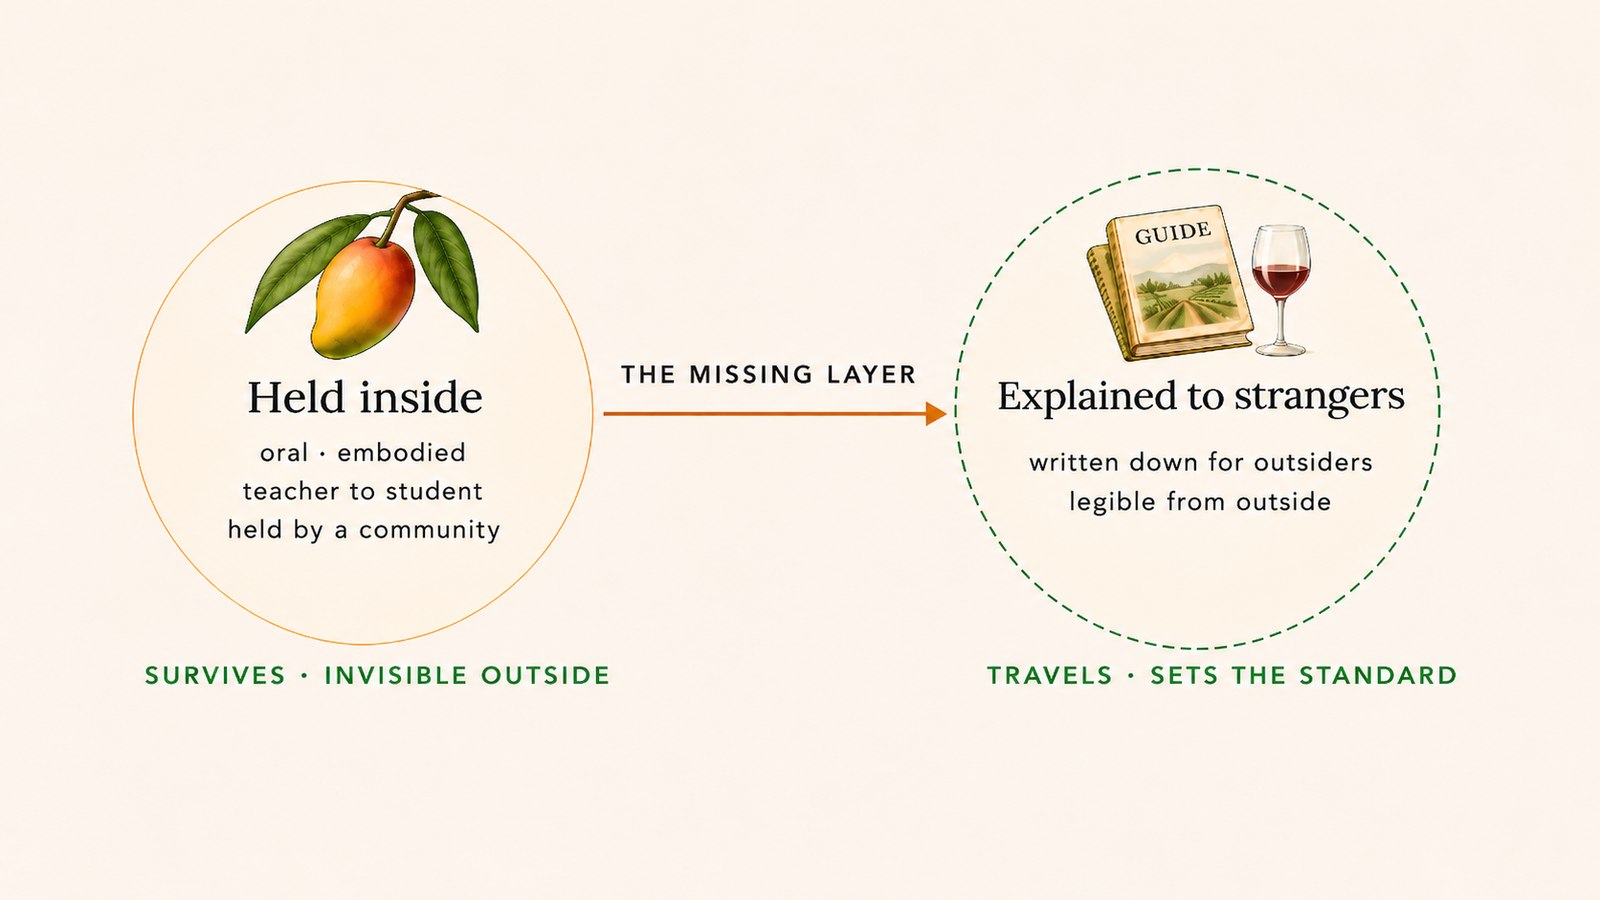 Held inside
oral · embodied
teacher to student
held by a community
SURVIVES · INVISIBLE OUTSIDE
THE MISSING LAYER
GUIDE
Explained to strangers
written down for outsiders
legible from outside
TRAVELS · SETS THE STANDARD